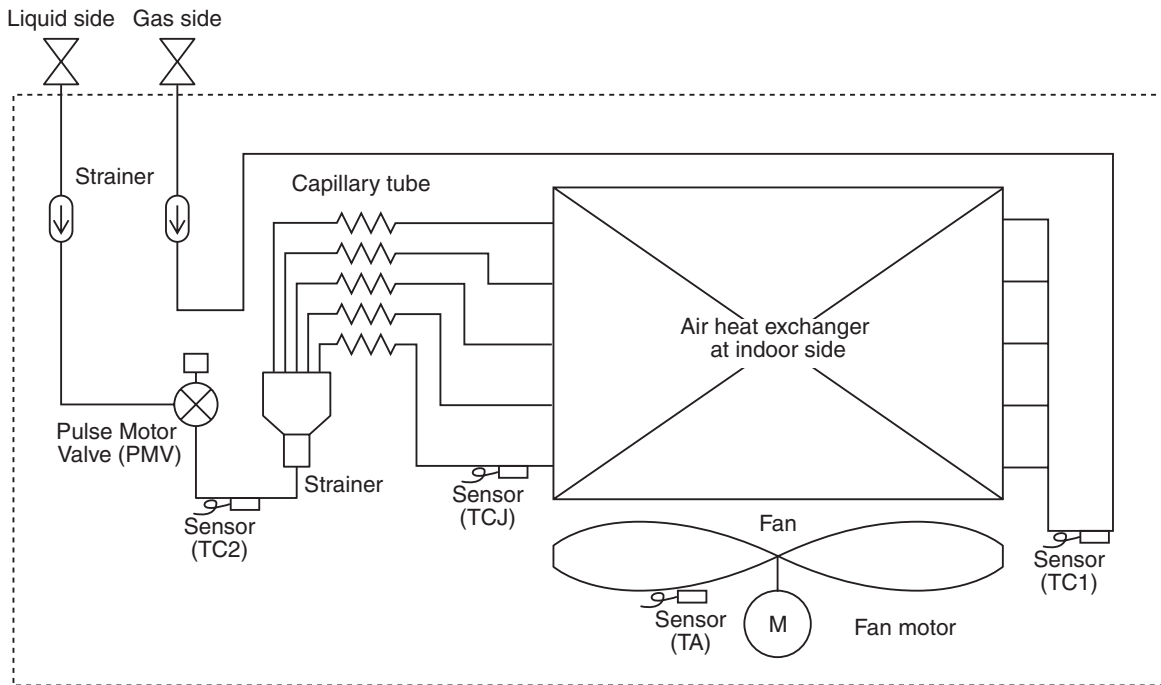 Liquid side
Gas side
Strainer
Capillary tube
Air heat exchanger
at indoor side
Pulse Motor
Valve (PMV)
Strainer
Sensor
(TCJ)
Sensor
(TC2)
Fan
Sensor
(TC1)
Sensor
(TA)
M
Fan motor